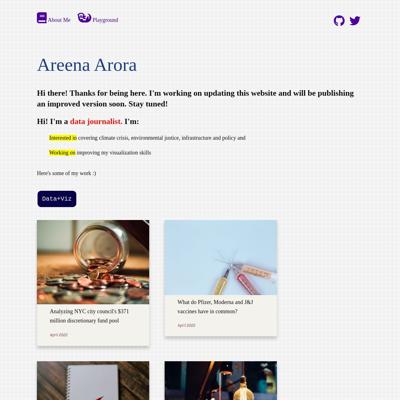 About Me Playground
Areena Arora
Hi there! Thanks for being here. I'm working on updating this website and will be publishing
an improved version soon. Stay tuned!
Hi! I'm a data journalist. I'm:
Interested in covering climate crisis, environmental justice, infrastructure and policy and
Working on improving my visualization skills
Here's some of my work :)
Data+Viz
Analyzing NYC city council's $371
million discretionary fund pool
April 2022
What do Pfizer, Moderna and J&J
vaccines have in common?
April 2022